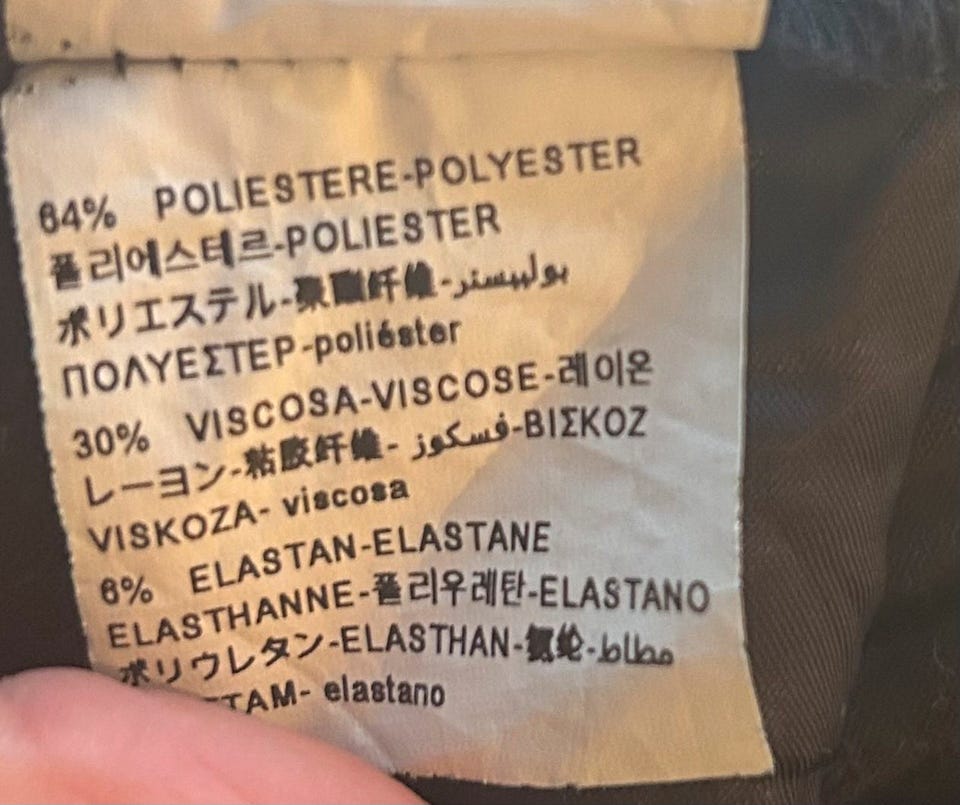 64% POLIESTERE-POLYESTER
폴리에스테르-POLIESTER
ポリエステル-聚酯纤维-بوليستر
ΠΟΛΥΕΣΤΕΡ-poliéster
30% VISCOSA-VISCOSE-레이온
レーヨン-粘胶纤维- فسكوز-ΒΙΣΚΟΖ
VISKOZA- viscosa
6% ELASTAN-ELASTANE
ELASTHANNE-폴리우레탄-ELASTANO
ポリウレタン-ELASTHAN-氨纶-مطاط
elastano